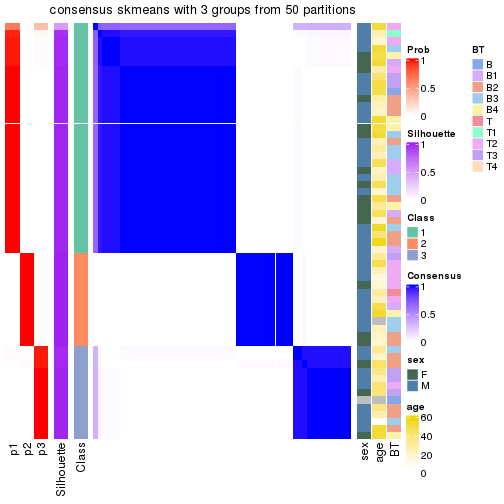 consensus skmeans with 3 groups from 50 partitions
Prob
1
0.5
0
Silhouette
1
0.5
0
Class
1
2
3
Consensus
1
0.5
0
sex
F
M
age
60
40
20
0
BT
B
B1
B2
B3
B4
T
T1
T2
T3
T4
p1
p2
p3
Silhouette
Class
sex
age
BT